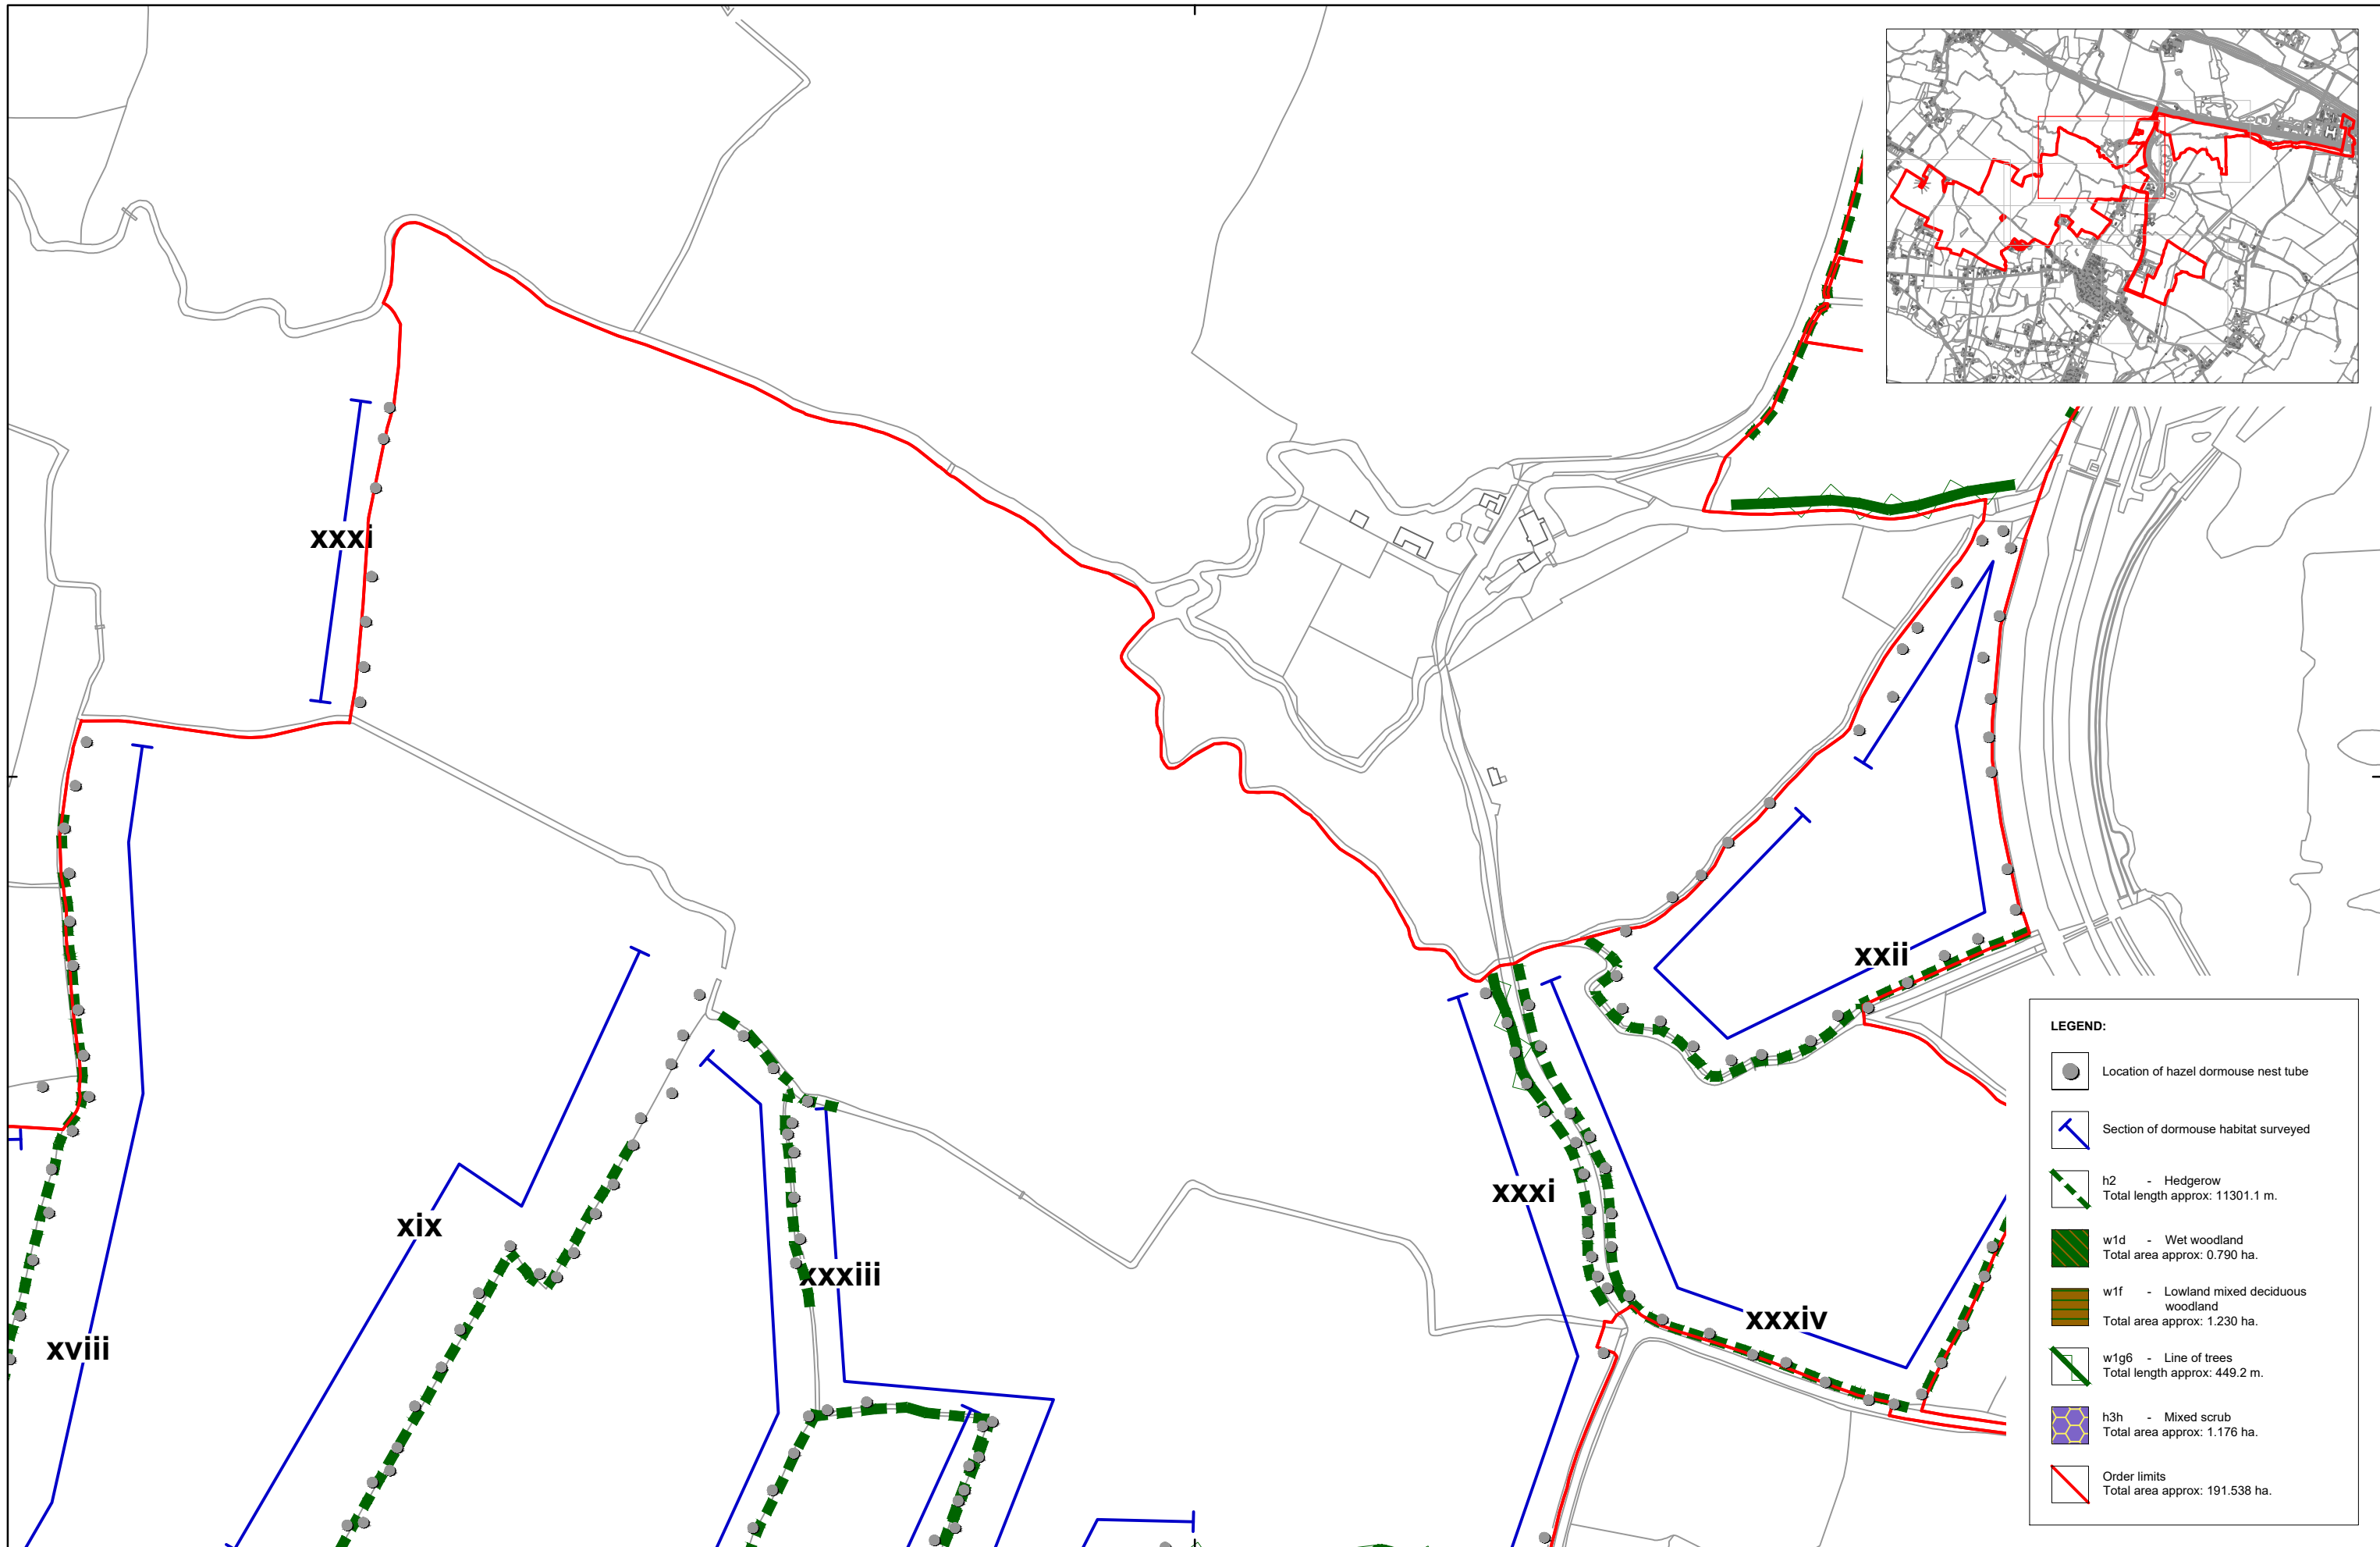 xxxi
xxii
xxxi
xix
xxxiii
xxxiv
xviii
LEGEND:
Location of hazel dormouse nest tube
Section of dormouse habitat surveyed
h2 - Hedgerow
Total length approx: 11301.1 m.
w1d - Wet woodland
Total area approx: 0.790 ha.
w1f - Lowland mixed deciduous
woodland
Total area approx: 1.230 ha.
w1g6 - Line of trees
Total length approx: 449.2 m.
h3h - Mixed scrub
Total area approx: 1.176 ha.
Order limits
Total area approx: 191.538 ha.